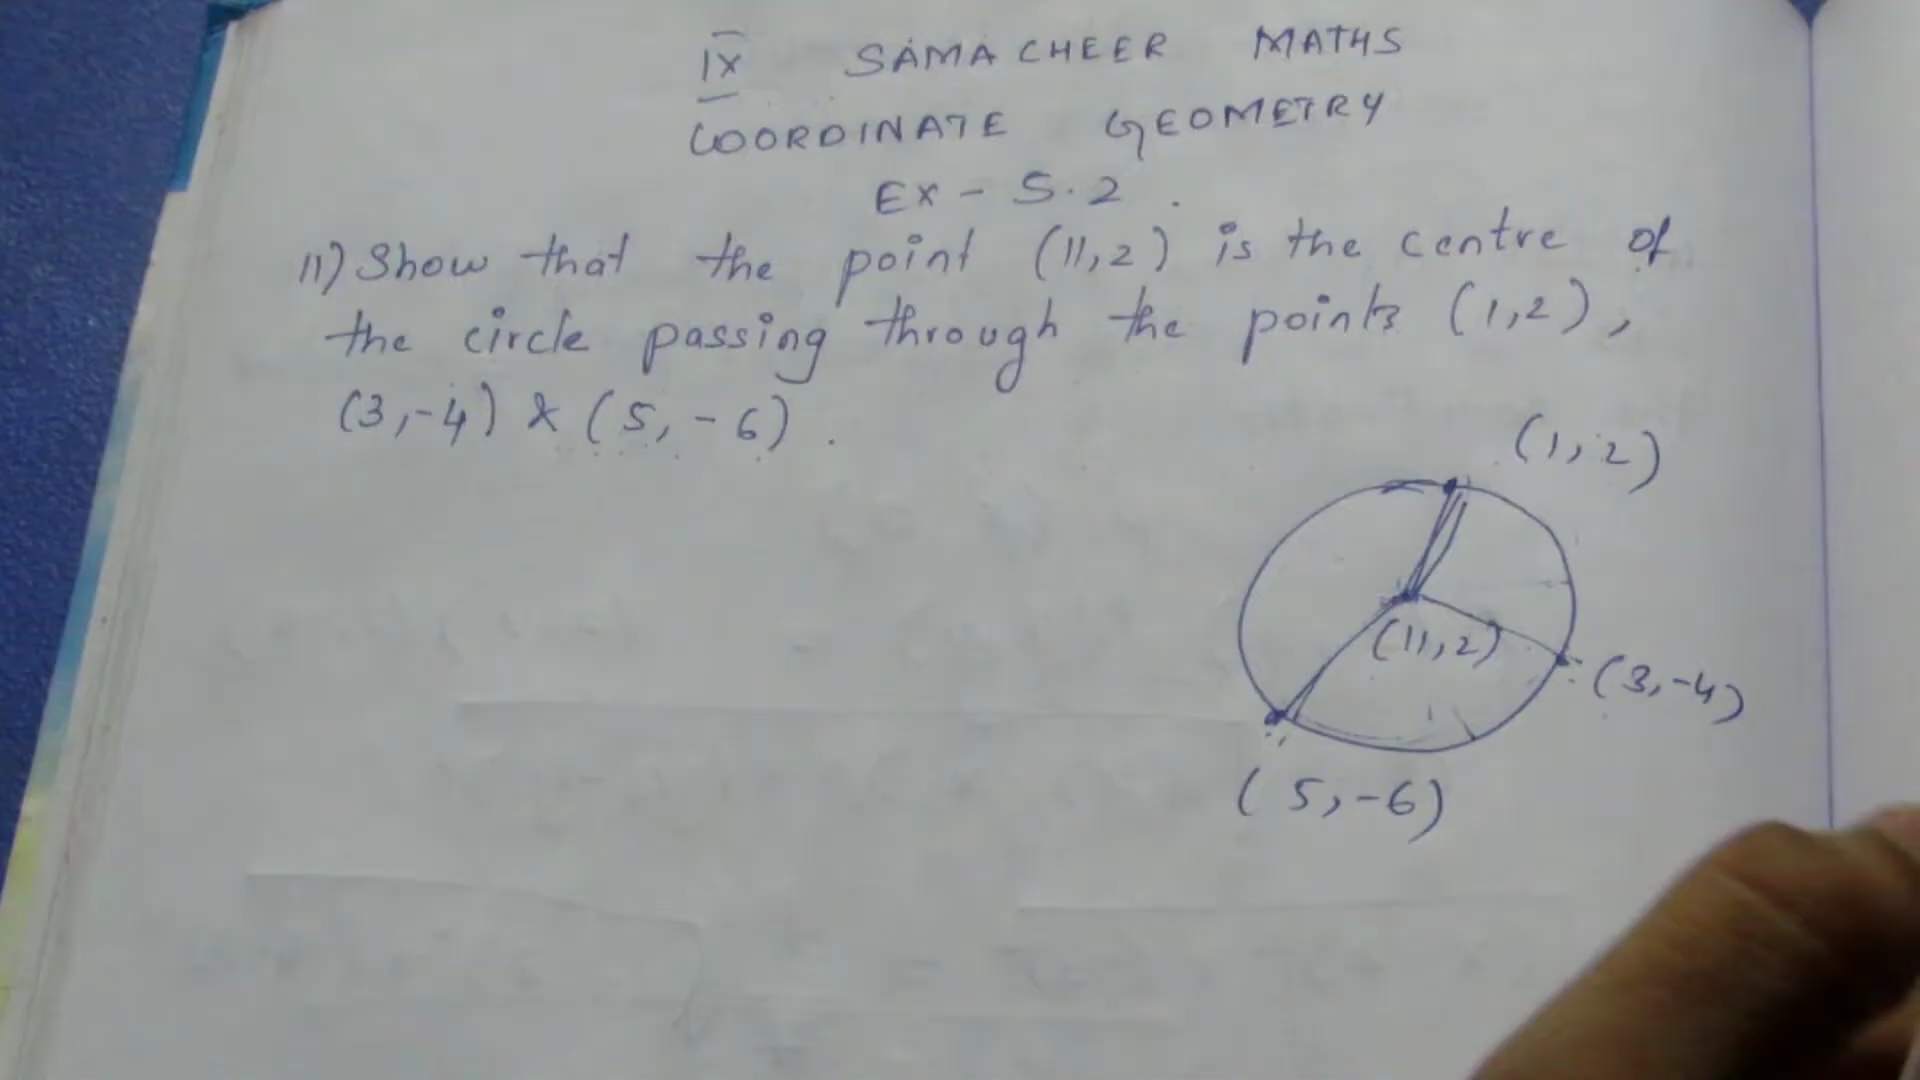 IX SAMACHEER MATHS
COORDINATE GEOMETRY
EX - 5.2.
11) Show that the point (11,2) is the centre of
the circle passing through the points (1,2),
(3,-4) & (5,-6).
(1,2)
(11,2)
(3,-4)
(5,-6)